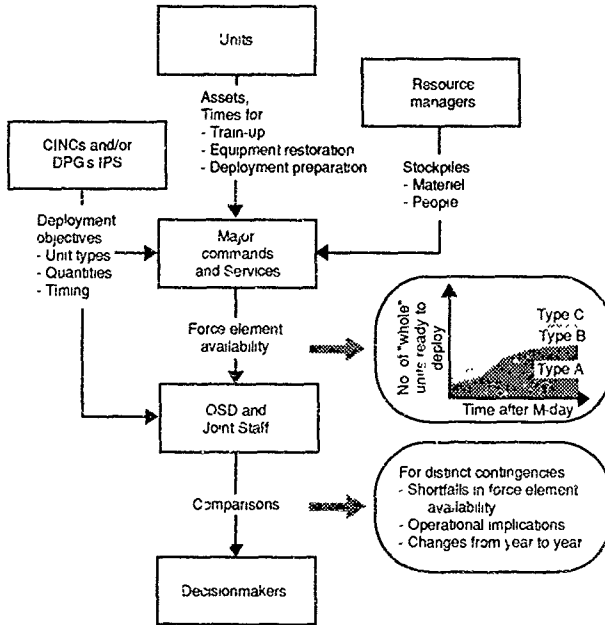 Units
Assets,
Times for
- Train-up
- Equipment restoration
- Deployment preparation
Resource
managers
CINCs and/or
DPG's IPS
Stockpiles
- Materiel
- People
Deployment
objectives
- Unit types
- Quantities
- Timing
Major
commands
and Services
Force element
availability
No. of "whole"
units ready to
deploy
Type C
Type B
Type A
Time after M-day
OSD and
Joint Staff
Comparisons
For distinct contingencies
- Shortfalls in force element
availability
- Operational implications
- Changes from year to year
Decisionmakers